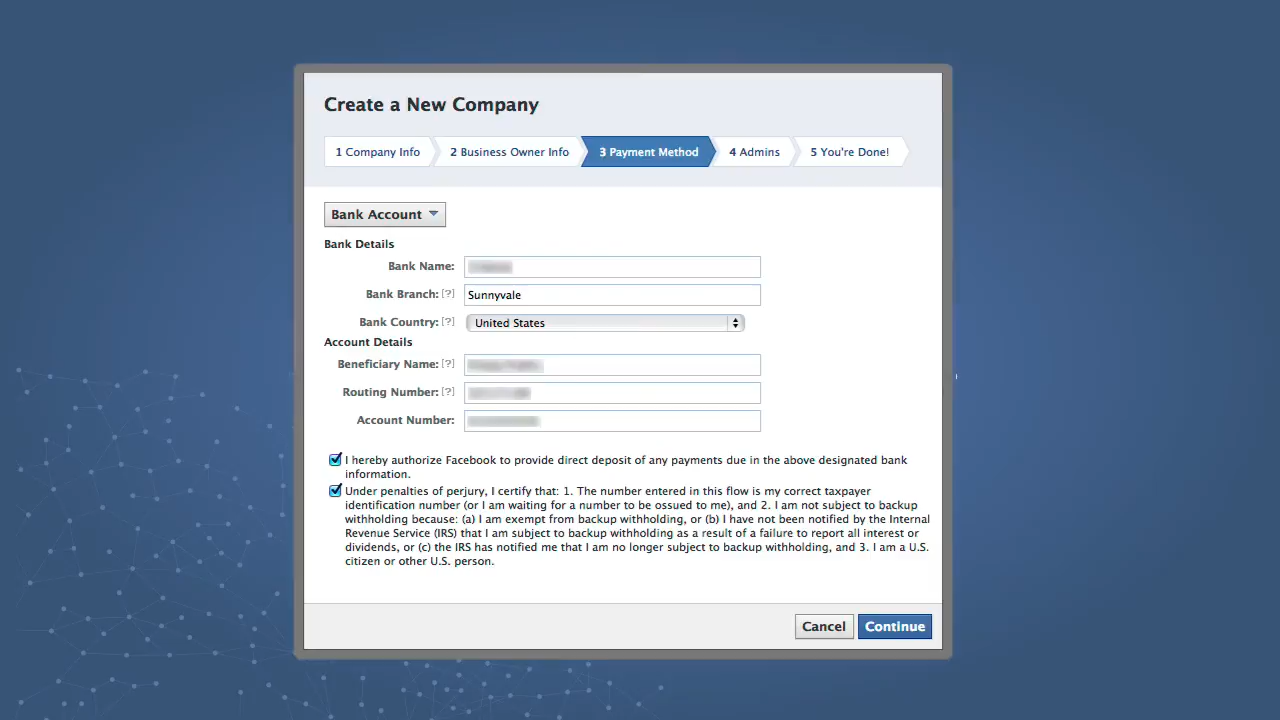 Create a New Company
1 Company Info
2 Business Owner Info
3 Payment Method
4 Admins
5 You're Done!
Bank Account
Bank Details
Bank Name:
Bank Branch: [?]
Sunnyvale
Bank Country: [?]
United States
Account Details
Beneficiary Name: [?]
Routing Number: [?]
Account Number:
I hereby authorize Facebook to provide direct deposit of any payments due in the above designated bank
information.
Under penalties of perjury, I certify that: 1. The number entered in this flow is my correct taxpayer
identification number (or I am waiting for a number to be ossued to me), and 2. I am not subject to backup
withholding because: (a) I am exempt from backup withholding, or (b) I have not been notified by the Internal
Revenue Service (IRS) that I am subject to backup withholding as a result of a failure to report all interest or
dividends, or (c) the IRS has notified me that I am no longer subject to backup withholding, and 3. I am a U.S.
citizen or other U.S. person.
Cancel
Continue